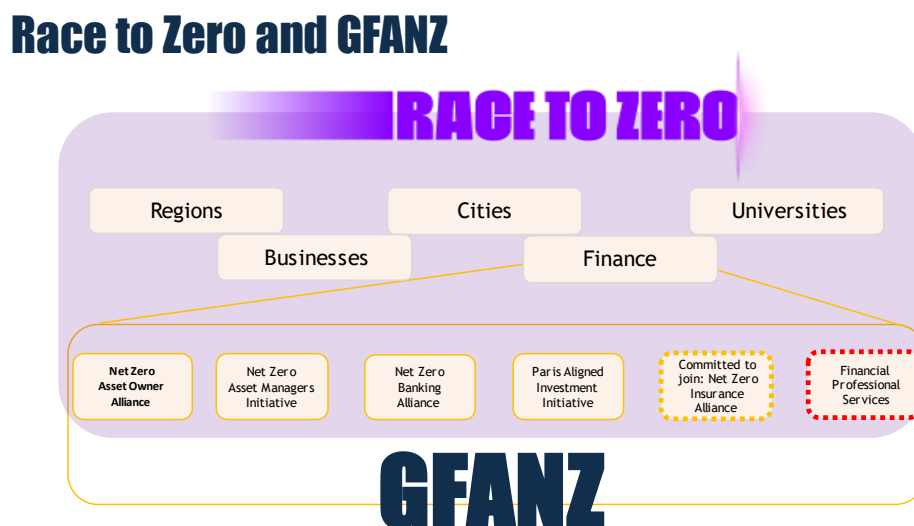 Race to Zero and GFANZ
RACE TO ZERO
Regions
Cities
Universities
Businesses
Finance
Net Zero
Asset Owner
Alliance
Net Zero
Asset Managers
Initiative
Net Zero
Banking
Alliance
Paris Aligned
Investment
Initiative
Committed to
join: Net Zero
Insurance
Alliance
Financial
Professional
Services
GFANZ